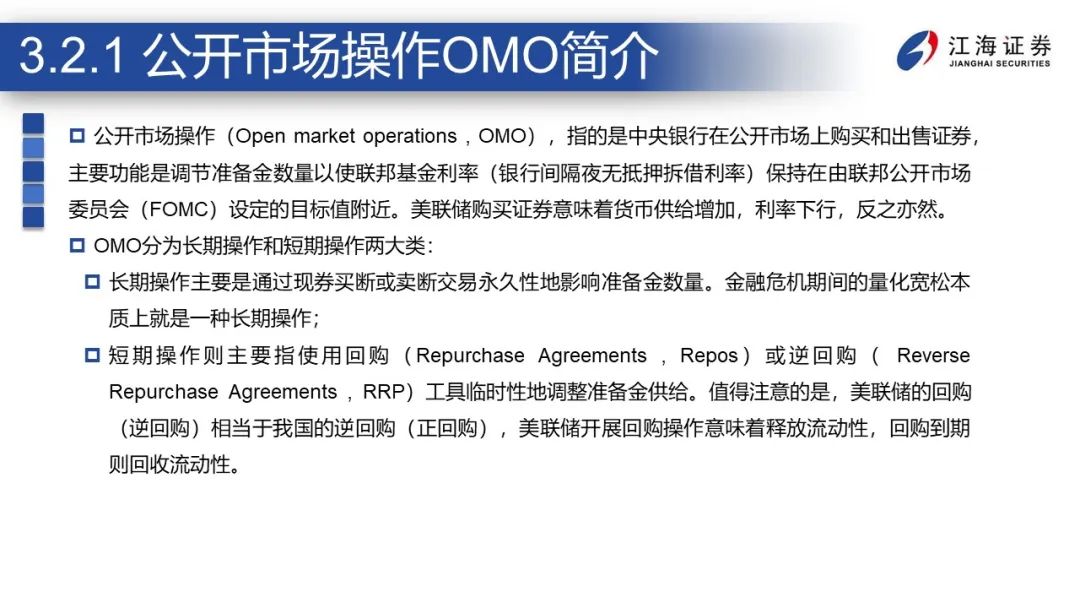 3.2.1 公开市场操作OMO简介
江海证券
JIANGHAI SECURITIES
公开市场操作（Open market operations，OMO），指的是中央银行在公开市场上购买和出售证券，
主要功能是调节准备金数量以使联邦基金利率（银行间隔夜无抵押拆借利率）保持在由联邦公开市场
委员会（FOMC）设定的目标值附近。美联储购买证券意味着货币供给增加，利率下行，反之亦然。
OMO分为长期操作和短期操作两大类：
长期操作主要是通过现券买断或卖断交易永久性地影响准备金数量。金融危机期间的量化宽松本
质上就是一种长期操作；
短期操作则主要指使用回购（Repurchase Agreements，Repos）或逆回购（ Reverse
Repurchase Agreements，RRP）工具临时性地调整准备金供给。值得注意的是，美联储的回购
（逆回购）相当于我国的逆回购（正回购），美联储开展回购操作意味着释放流动性，回购到期
则回收流动性。